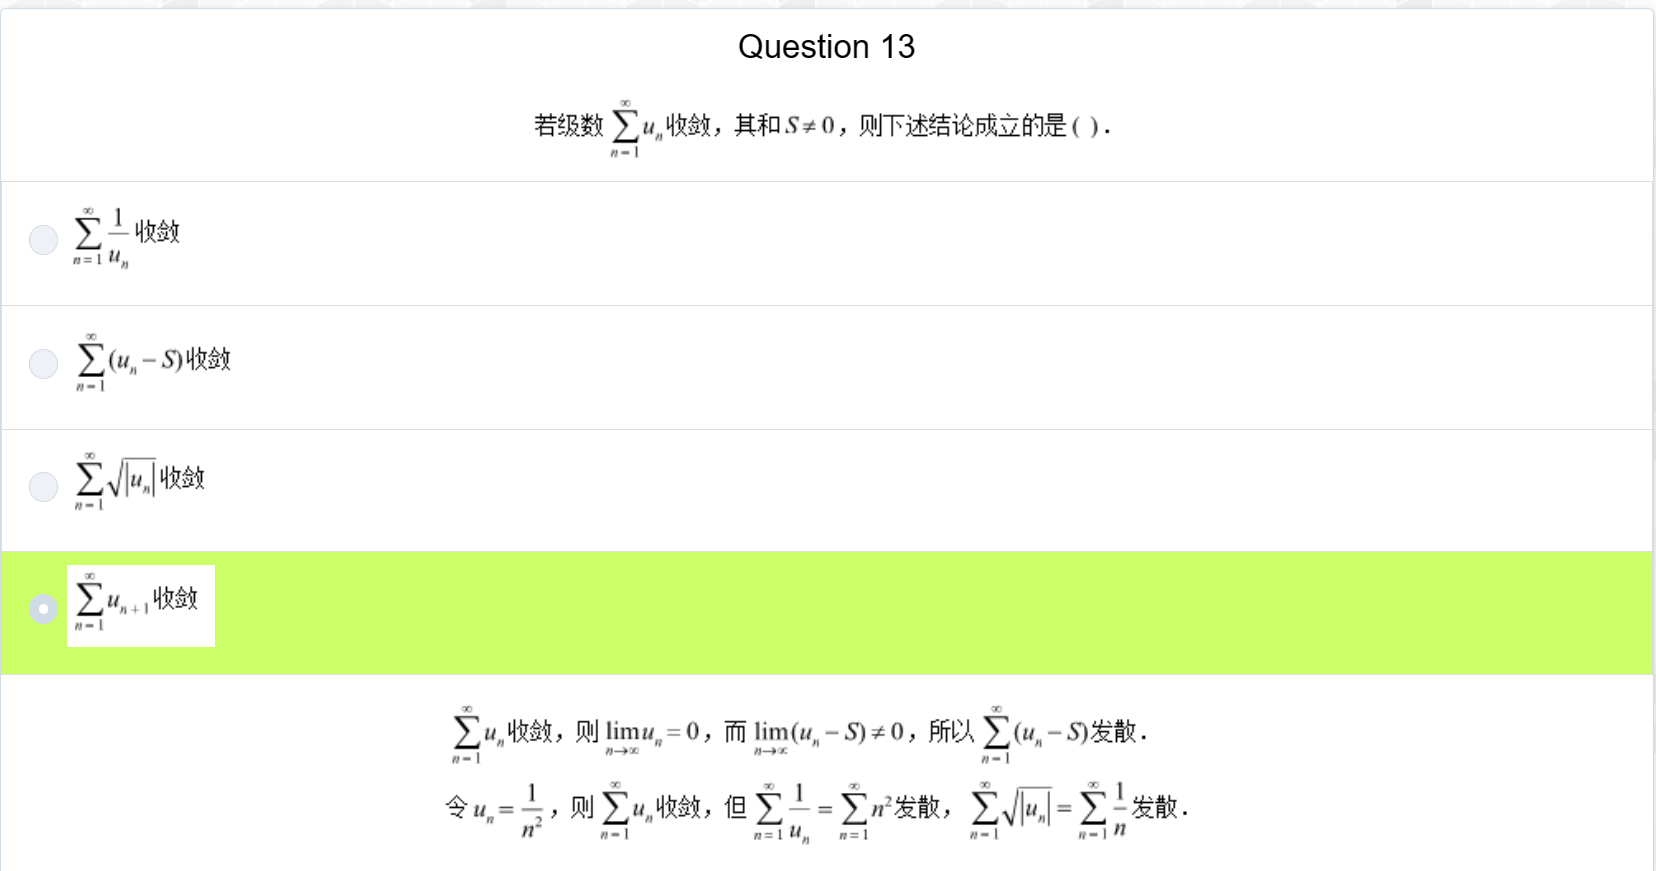 Question 13
若级数 $\sum_{n=1}^{\infty} u_n$ 收敛，其和 $S \neq 0$，则下述结论成立的是 ( ) .
$\sum_{n=1}^{\infty} \frac{1}{u_n}$ 收敛
$\sum_{n=1}^{\infty} (u_n - S)$ 收敛
$\sum_{n=1}^{\infty} \sqrt{|u_n|}$ 收敛
$\sum_{n=1}^{\infty} u_{n+1}$ 收敛
$\sum_{n=1}^{\infty} u_n$ 收敛，则 $\lim_{n \to \infty} u_n = 0$，而 $\lim_{n \to \infty} (u_n - S) \neq 0$，所以 $\sum_{n=1}^{\infty} (u_n - S)$ 发散 .
令 $u_n = \frac{1}{n^2}$，则 $\sum_{n=1}^{\infty} u_n$ 收敛，但 $\sum_{n=1}^{\infty} \frac{1}{u_n} = \sum_{n=1}^{\infty} n^2$ 发散，$\sum_{n=1}^{\infty} \sqrt{|u_n|} = \sum_{n=1}^{\infty} \frac{1}{n}$ 发散 .